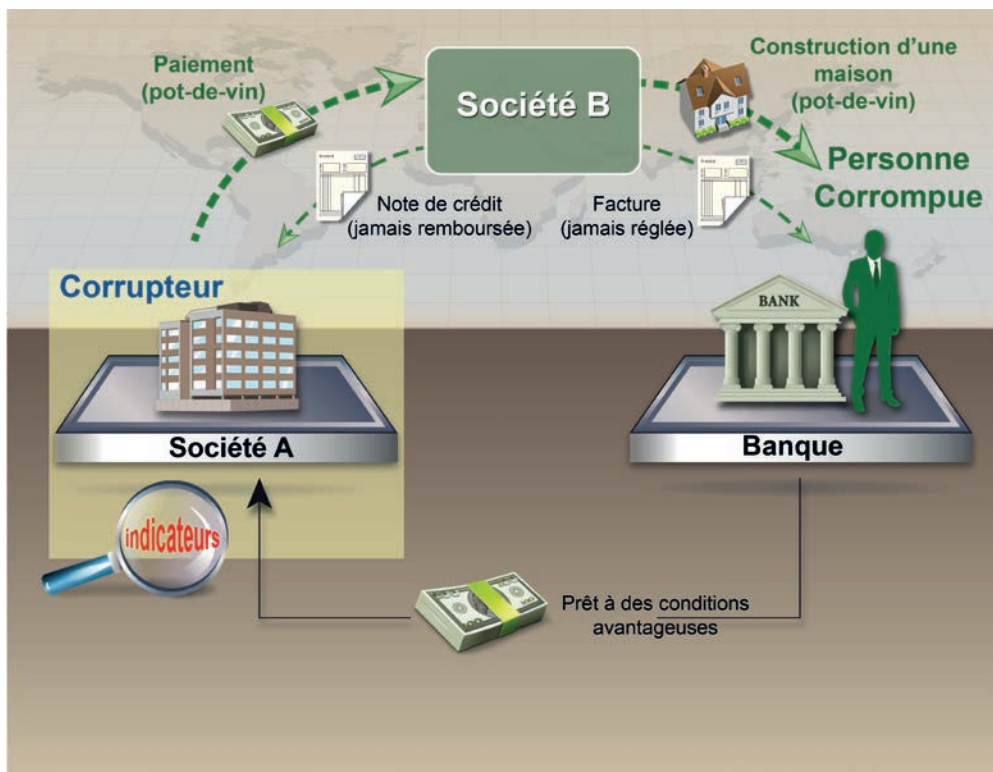 Paiement
(pot-de-vin)
Société B
Construction d’une
maison
(pot-de-vin)
Personne
Corrompue
Note de crédit
(jamais remboursée)
Facture
(jamais réglée)
Corrupteur
BANK
Société A
Banque
indicateurs
Prêt à des conditions
avantageuses